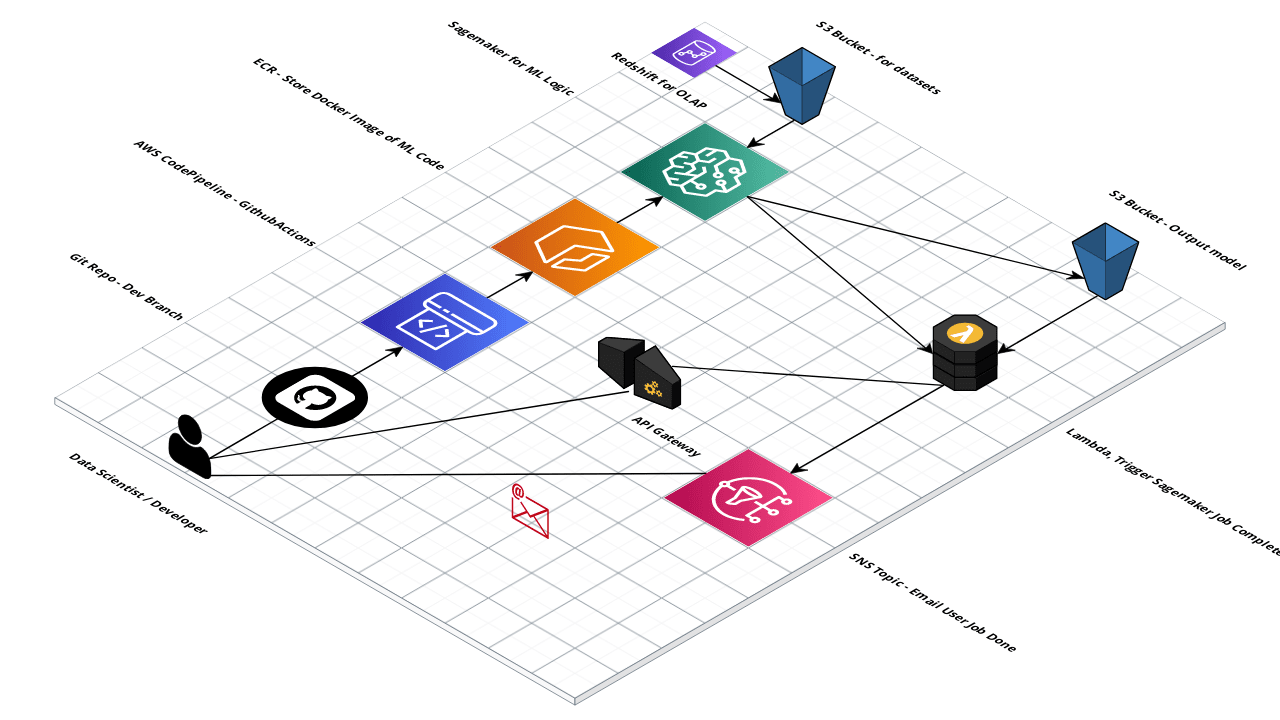 S3 Bucket - for datasets
Sagemaker for ML Logic
Redshift for OLAP
ECR - Store Docker Image of ML Code
AWS CodePipeline - GithubActions
S3 Bucket - Output model
Git Repo - Dev Branch
API Gateway
Lambda, Trigger Sagemaker Job Complete
Data Scientist / Developer
@
SNS Topic - Email User Job Done